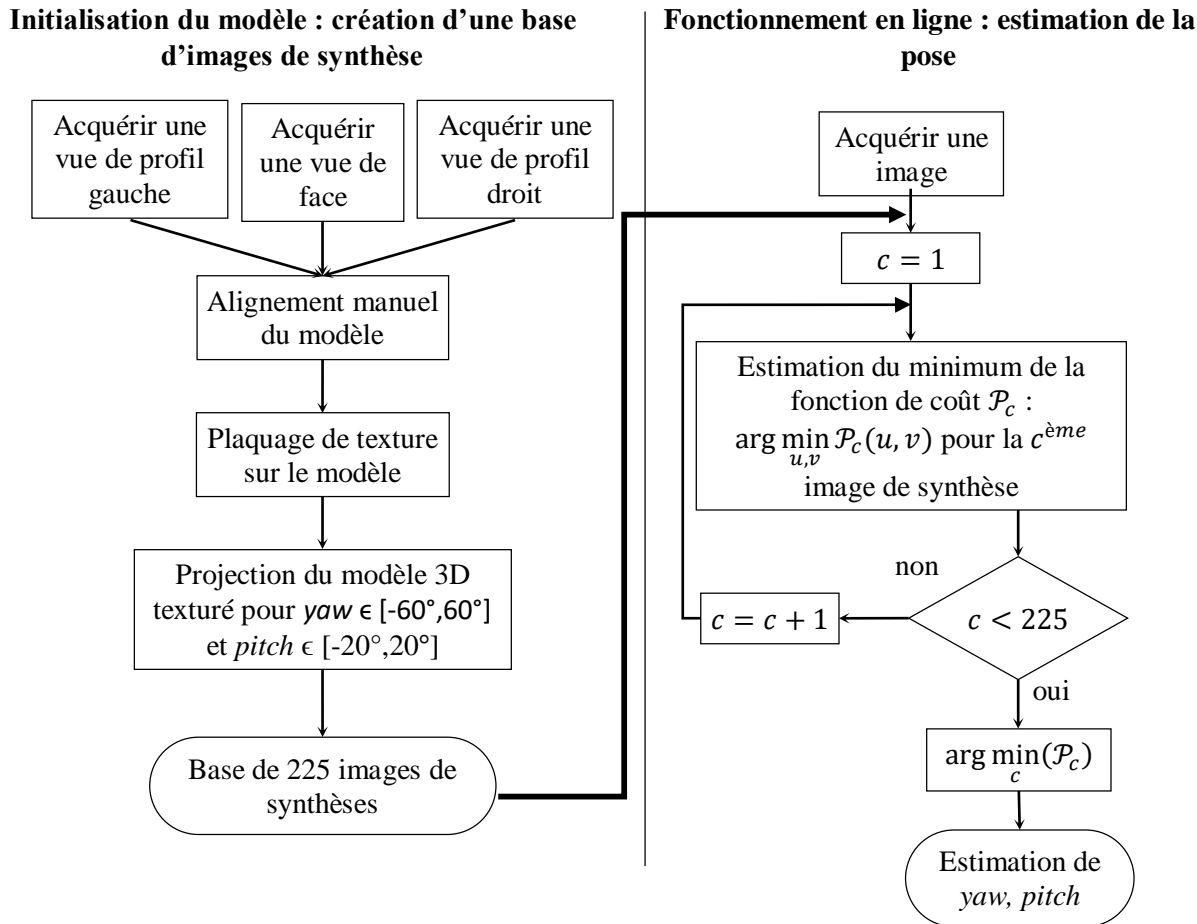 Initialisation du modèle : création d’une base
d’images de synthèse
Acquérir une
vue de profil
gauche
Acquérir
une vue de
face
Acquérir une
vue de profil
droit
Alignement manuel
du modèle
Plaquage de texture
sur le modèle
Projection du modèle 3D
texturé pour yaw ϵ [-60°,60°]
et pitch ϵ [-20°,20°]
Base de 225 images de
synthèses
Fonctionnement en ligne : estimation de la
pose
Acquérir une
image
c = 1
Estimation du minimum de la
fonction de coût 𝒫c :
arg min 𝒫c(u, v) pour la cème
u,v
image de synthèse
non
c = c + 1
c < 225
oui
arg min(𝒫c)
c
Estimation de
yaw, pitch